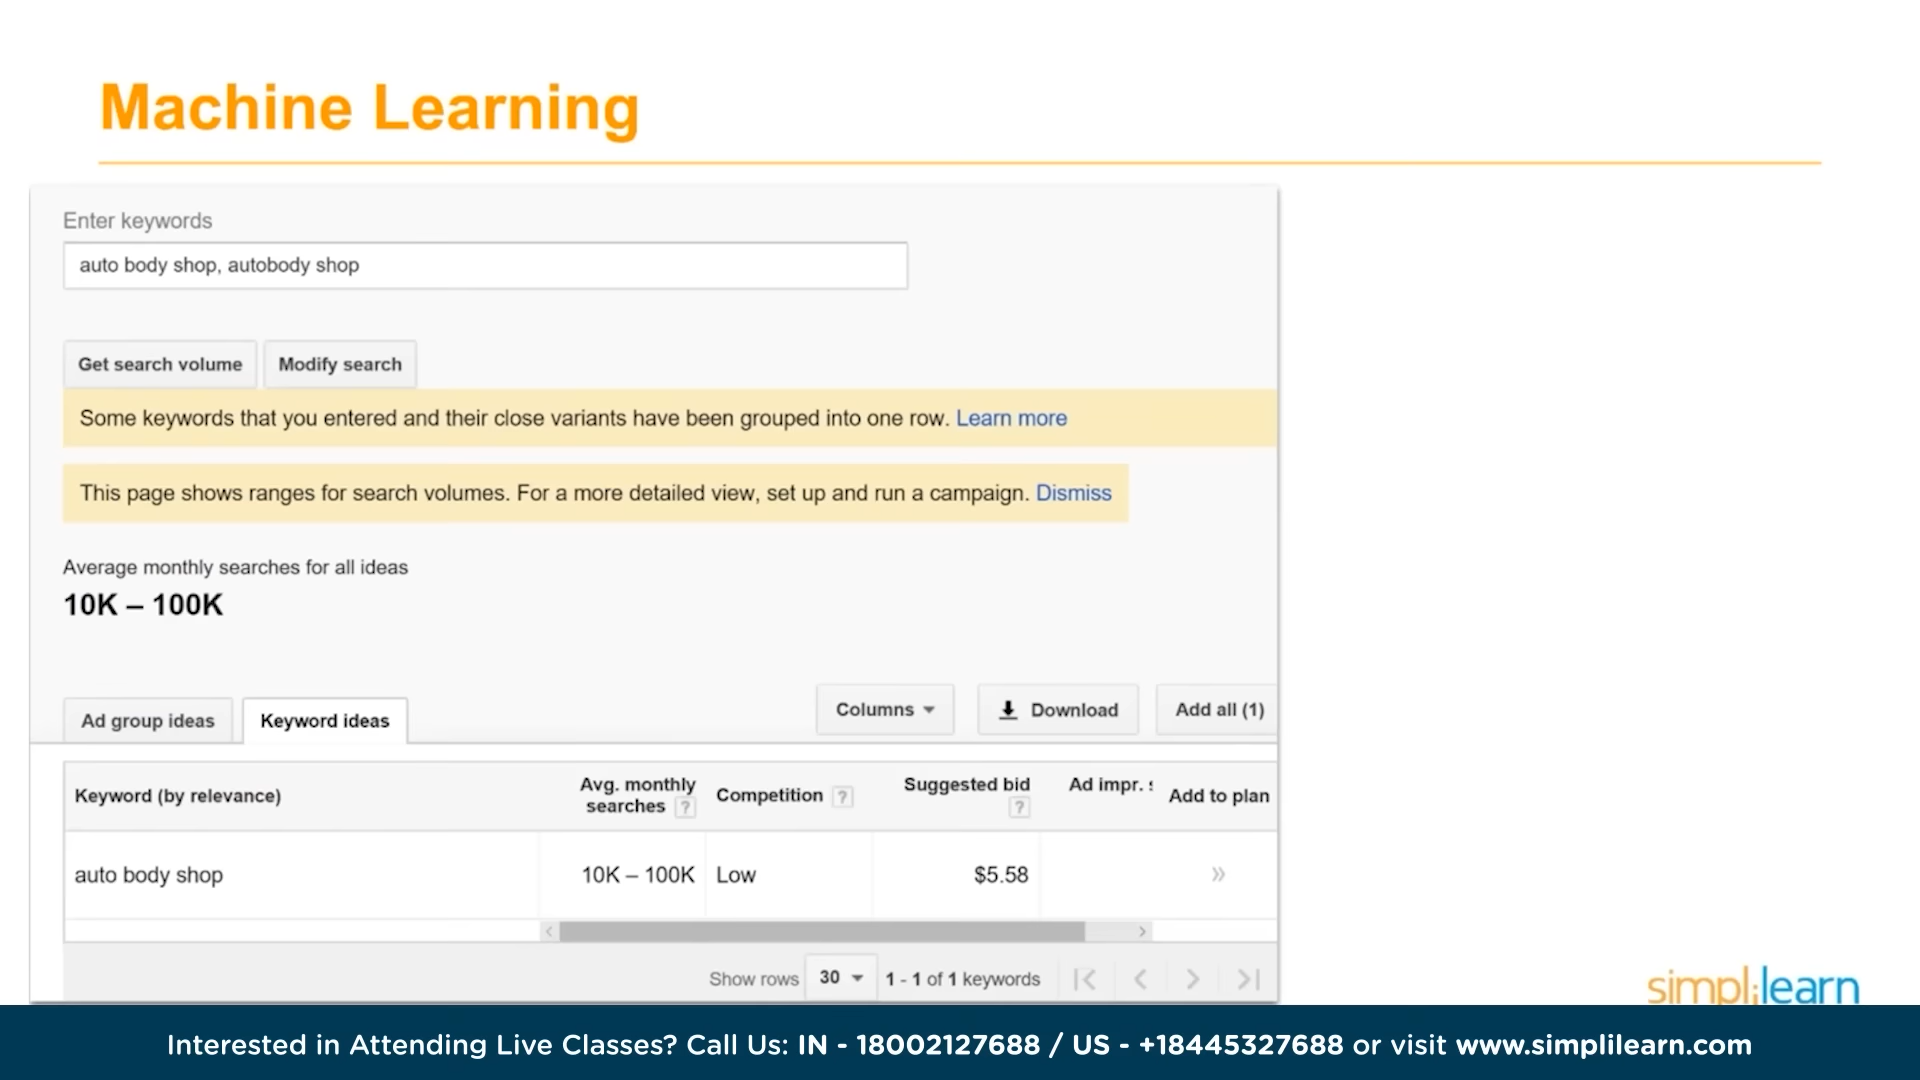 Machine Learning
Enter keywords
auto body shop, autobody shop
Get search volume
Modify search
Some keywords that you entered and their close variants have been grouped into one row. Learn more
This page shows ranges for search volumes. For a more detailed view, set up and run a campaign. Dismiss
Average monthly searches for all ideas
10K – 100K
Ad group ideas
Keyword ideas
Columns
Download
Add all (1)
Keyword (by relevance)
Avg. monthly
searches ?
Competition ?
Suggested bid
?
Ad impr.
Add to plan
auto body shop
10K – 100K
Low
$5.58
»
Show rows 30 1 - 1 of 1 keywords
simplilearn
Interested in Attending Live Classes? Call Us: IN - 18002127688 / US - +18445327688 or visit www.simplilearn.com